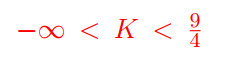 −∞ < K < 9/4